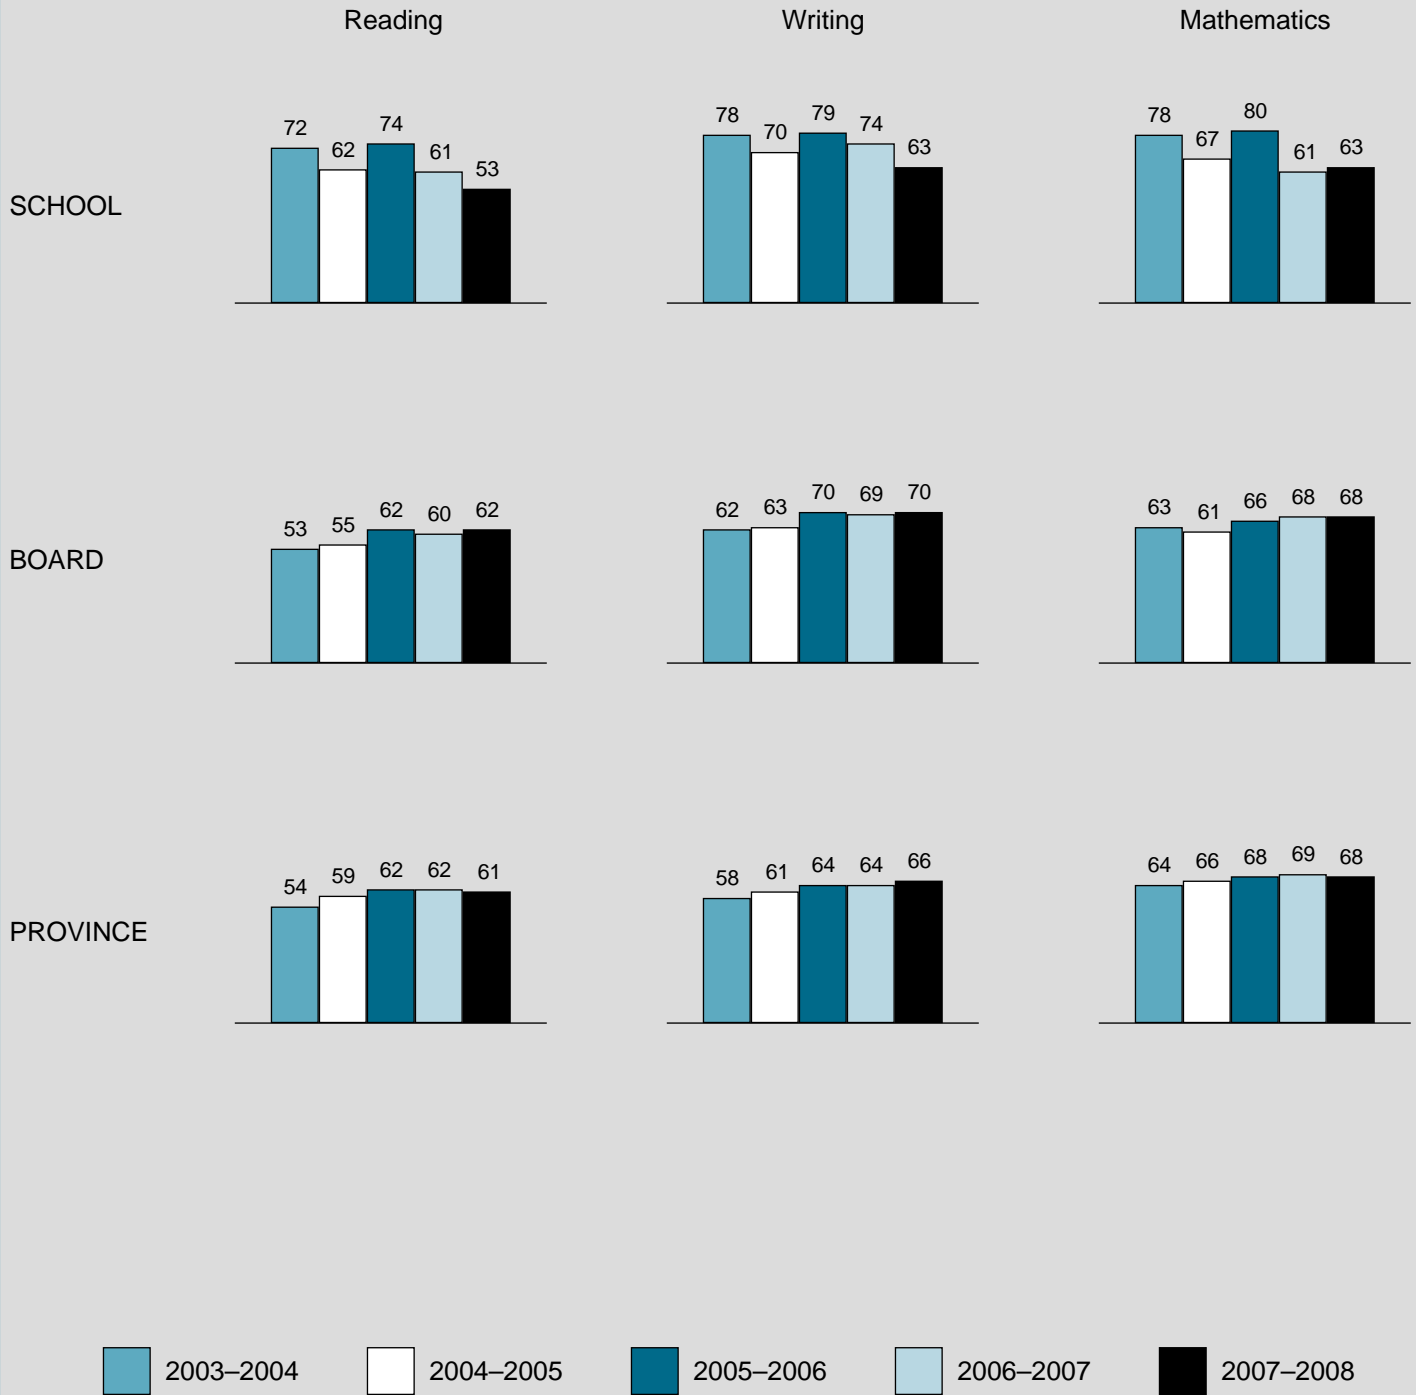 Reading Writing Mathematics
SCHOOL
72 62 74 61 53
78 70 79 74 63
78 67 80 61 63
BOARD
53 55 62 60 62
62 63 70 69 70
63 61 66 68 68
PROVINCE
54 59 62 62 61
58 61 64 64 66
64 66 68 69 68
2003–2004 2004–2005 2005–2006 2006–2007 2007–2008